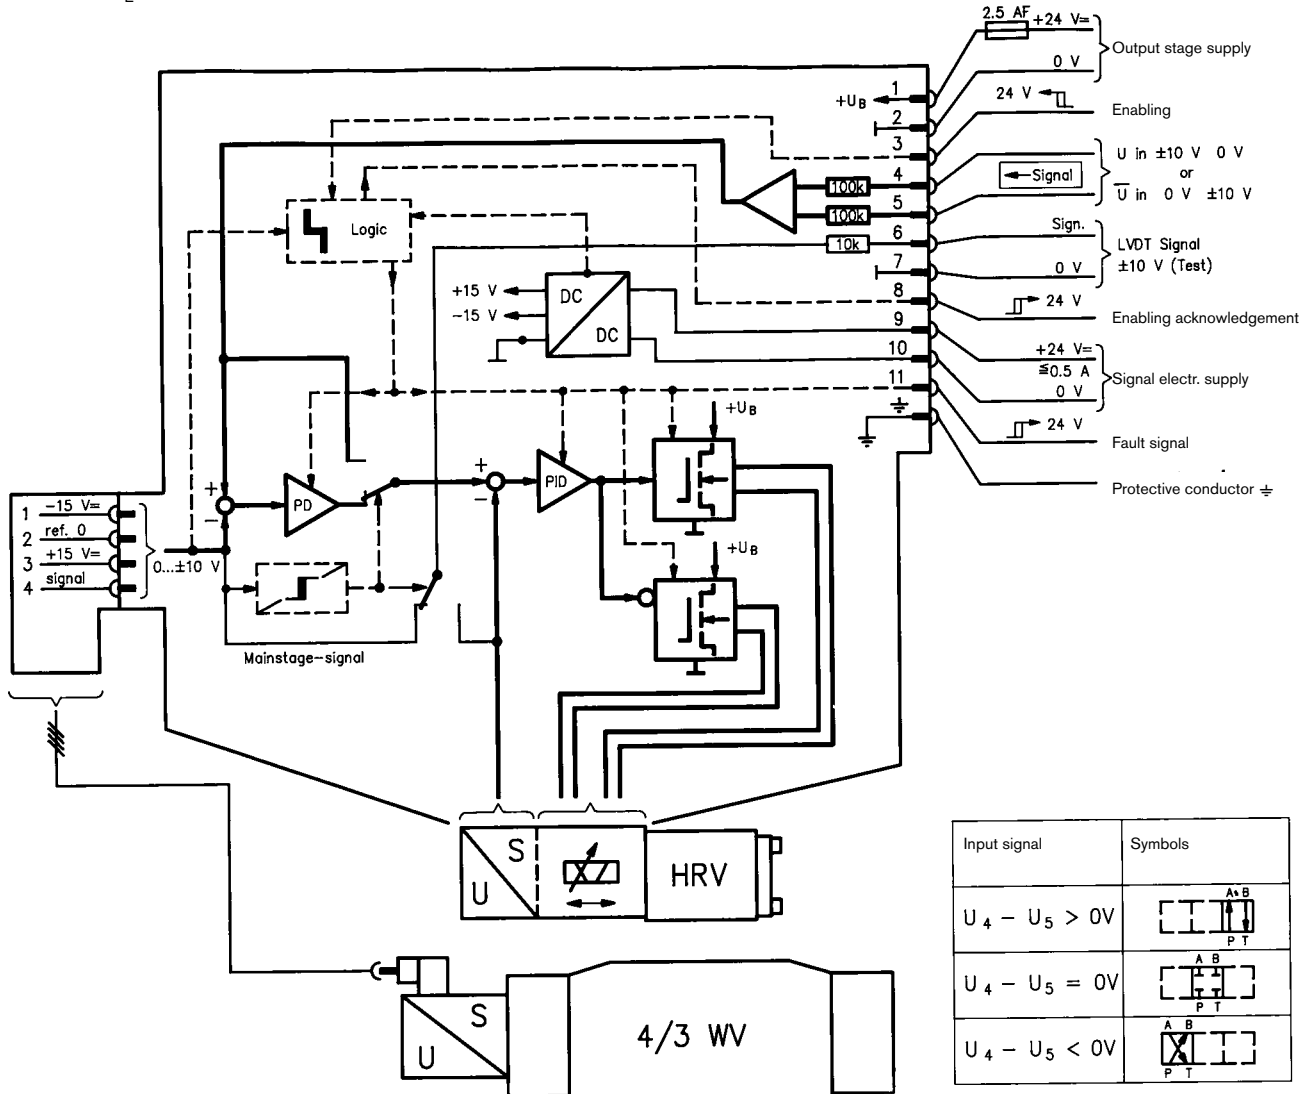 2.5 AF
+24 V=
0 V
Output stage supply
24 V
Enabling
U in ±10 V 0 V
or
U in 0 V ±10 V
Signal
Sign.
LVDT Signal
±10 V (Test)
0 V
24 V
Enabling acknowledgement
+24 V=
≦0.5 A
0 V
Signal electr. supply
24 V
Fault signal
Protective conductor ⏚
+UB
1
2
3
4
5
6
7
8
9
10
11
100k
100k
10k
Logic
+15 V
-15 V
DC
DC
+UB
+
-
PD
+
-
PID
+UB
1 -15 V=
2 ref. 0
3 +15 V=
4 signal
0...±10 V
Mainstage-signal
S
U
HRV
S
U
4/3 WV
Input signal
Symbols
U4 - U5 > 0V
A B
P T
U4 - U5 = 0V
A B
P T
U4 - U5 < 0V
A B
P T